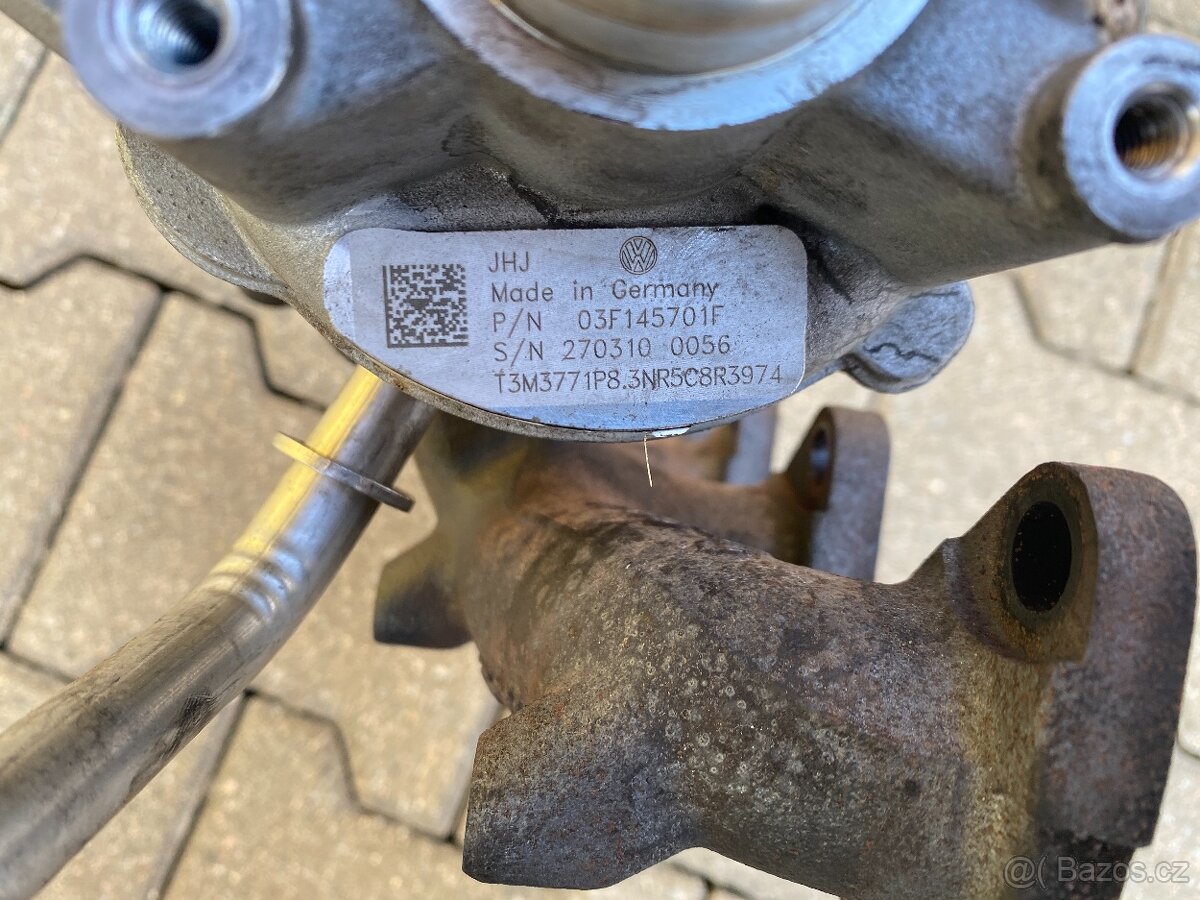 JHJ
Made in Germany
P/N 03F145701F
S/N 270310 0056
T3M3771P8.3NR5C8R3974
@( Bazos.cz